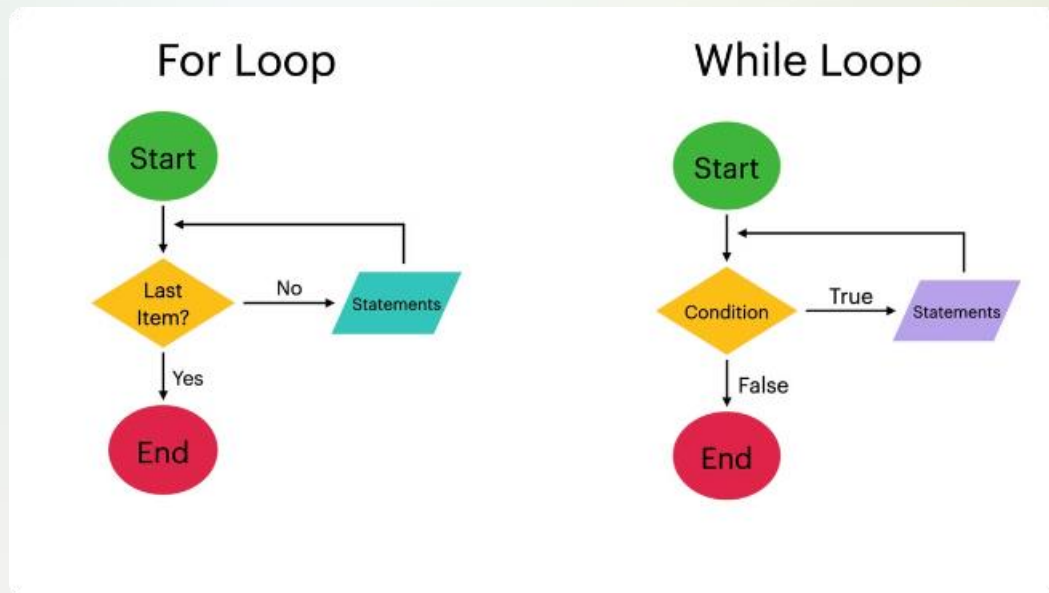 For Loop
Start
Last
Item?
No
Statements
Yes
End
While Loop
Start
Condition
True
Statements
False
End